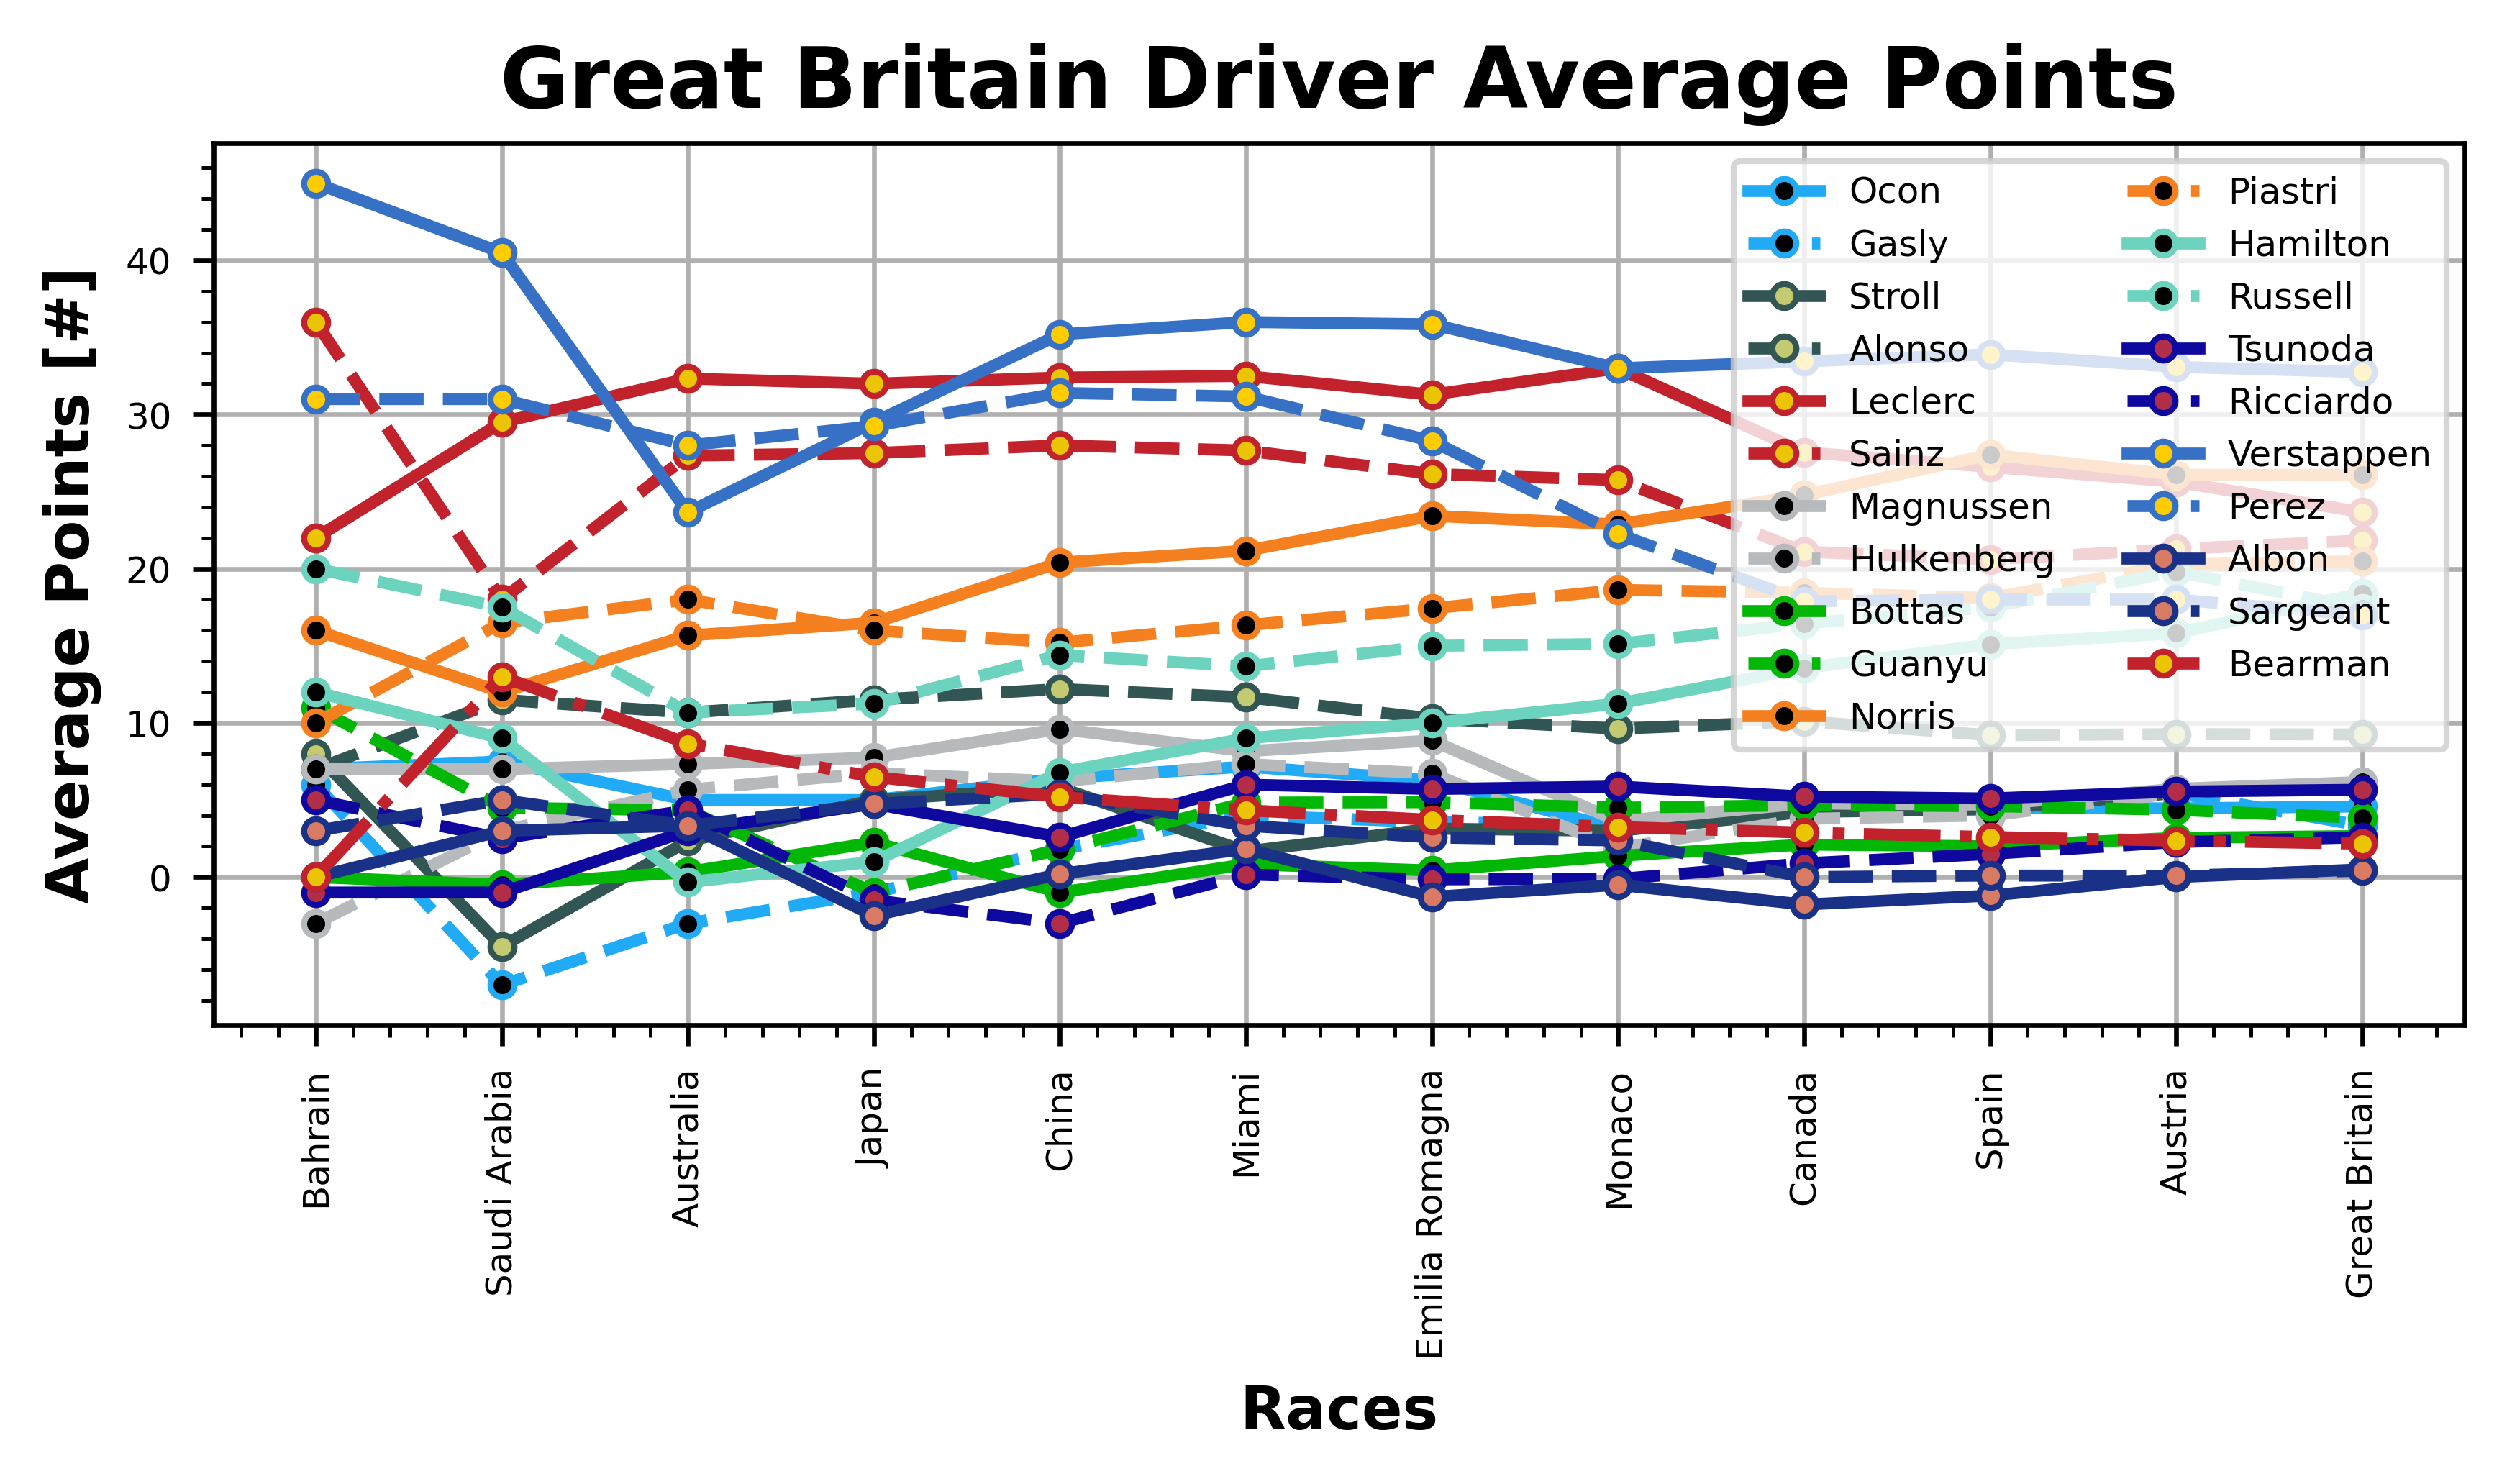 Great Britain Driver Average Points
Average Points [#]
40
30
20
10
0
Ocon
Gasly
Stroll
Alonso
Leclerc
Sainz
Magnussen
Hulkenberg
Bottas
Guanyu
Norris
Piastri
Hamilton
Russell
Tsunoda
Ricciardo
Verstappen
Perez
Albon
Sargeant
Bearman
Bahrain
Saudi Arabia
Australia
Japan
China
Miami
Emilia Romagna
Monaco
Canada
Spain
Austria
Great Britain
Races